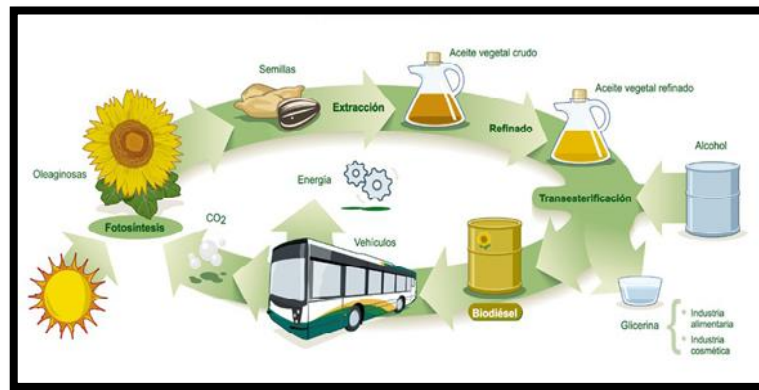 Aceite vegetal crudo
Semillas
Extracción
Aceite vegetal refinado
Refinado
Alcohol
Oleaginosas
Energía
Transesterificación
Fotosíntesis
CO2
Vehículos
Biodiésel
Glicerina
Industria
alimentaria
Industria
cosmética